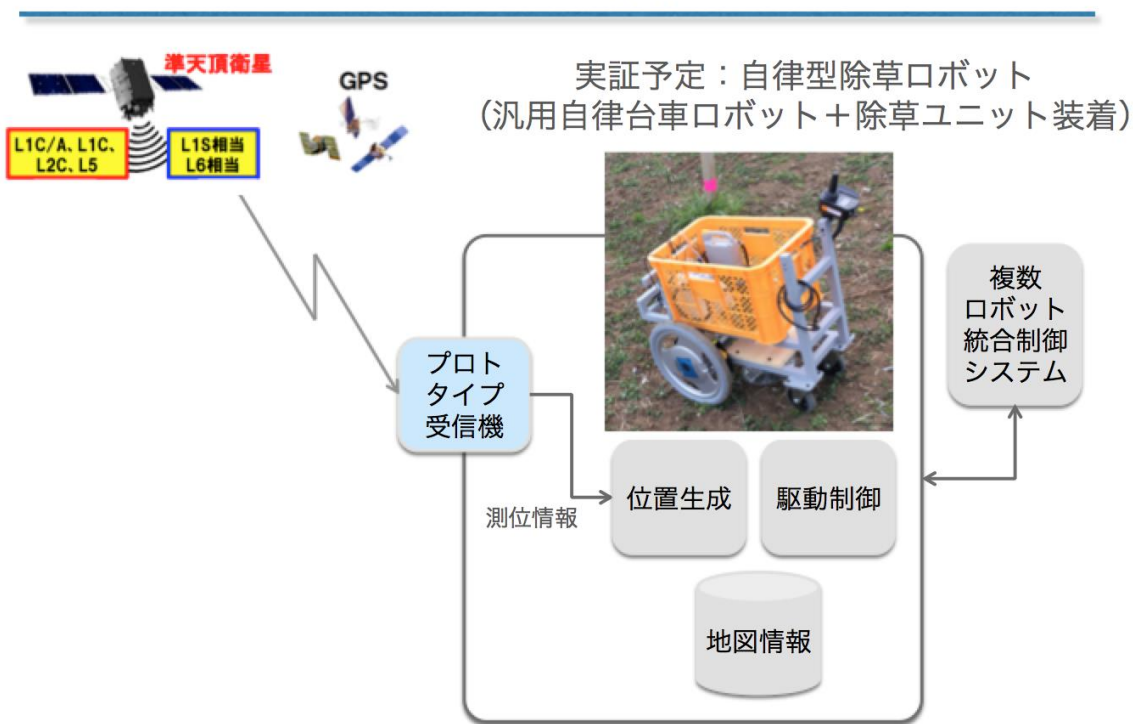 準天頂衛星
L1C/A、L1C、
L2C、L5
L1S相当
L6相当
GPS
実証予定：自律型除草ロボット
（汎用自律台車ロボット＋除草ユニット装着）
プロト
タイプ
受信機
測位情報
位置生成
駆動制御
地図情報
複数
ロボット
統合制御
システム